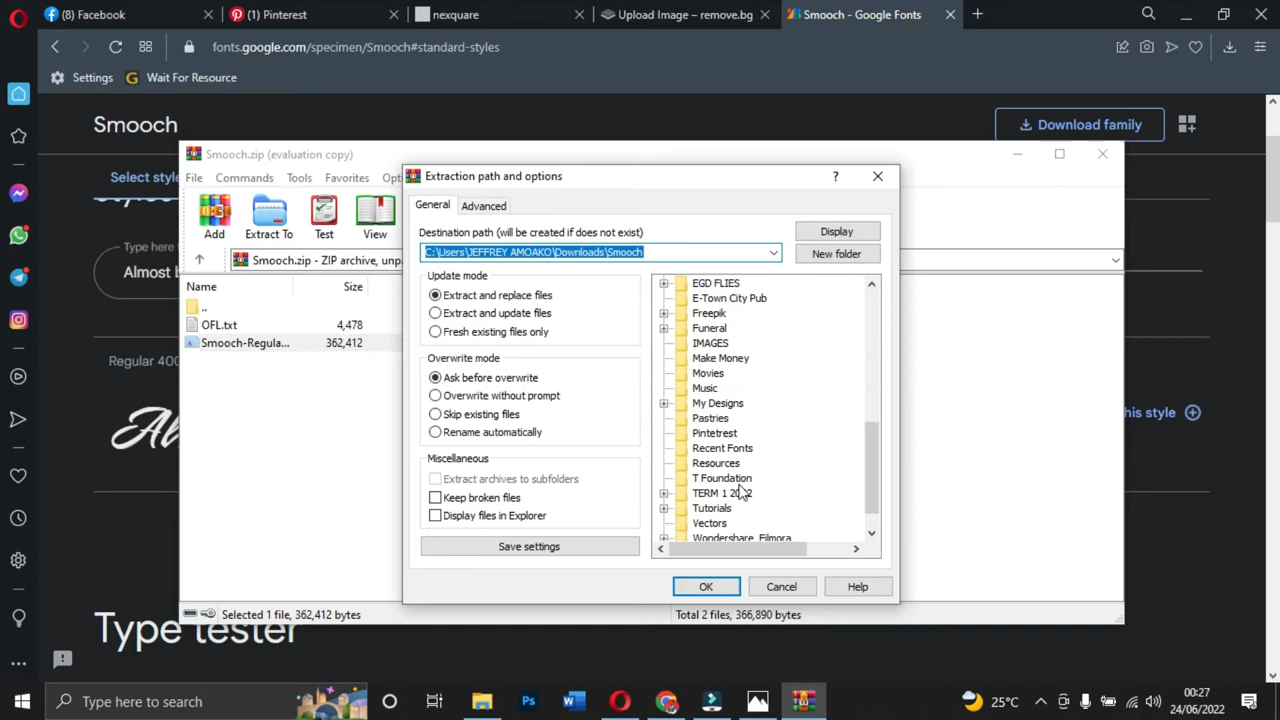 (8) Facebook
(1) Pinterest
nexquare
Upload Image – remove.bg
Smooch - Google Fonts
fonts.google.com/specimen/Smooch#standard-styles
Settings
Wait For Resource
Smooch
Download family
Select style
Type here
Almost b
Regular 400
Al
his style
Type tester
Smooch.zip (evaluation copy)
File
Commands
Tools
Favorites
Opt
Add
Extract To
Test
View
Smooch.zip - ZIP archive, unpa
Name
Size
..
OFL.txt
4,478
Smooch-Regula...
362,412
Selected 1 file, 362,412 bytes
Total 2 files, 366,890 bytes
Extraction path and options
?
General
Advanced
Destination path (will be created if does not exist)
C:\Users\JEFFREY AMOAKO\Downloads\Smooch
Display
New folder
Update mode
Extract and replace files
Extract and update files
Fresh existing files only
Overwrite mode
Ask before overwrite
Overwrite without prompt
Skip existing files
Rename automatically
Miscellaneous
Extract archives to subfolders
Keep broken files
Display files in Explorer
Save settings
EGD FLIES
E-Town City Pub
Freepik
Funeral
IMAGES
Make Money
Movies
Music
My Designs
Pastries
Pintetrest
Recent Fonts
Resources
T Foundation
TERM 1 2022
Tutorials
Vectors
Wondershare Filmora
OK
Cancel
Help
Type here to search
Ps
W
25°C
00:27
24/06/2022